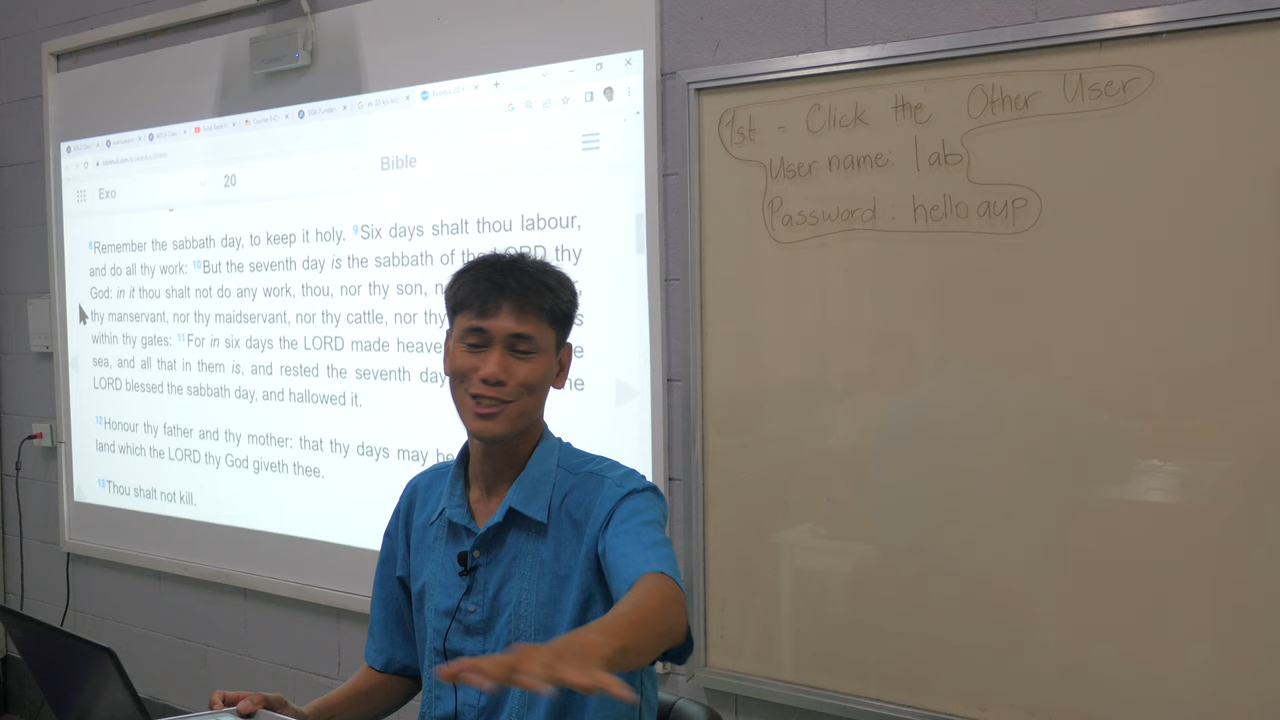 Exodus 20
Exo
20
Bible
8Remember the sabbath day, to keep it holy. 9Six days shalt thou labour,
and do all thy work: 10But the seventh day is the sabbath of the LORD thy
God: in it thou shalt not do any work, thou, nor thy son,
thy manservant, nor thy maidservant, nor thy cattle, nor thy
within thy gates: 11For in six days the LORD made
sea, and all that in them is, and rested the seventh day
LORD blessed the sabbath day, and hallowed it.
12Honour thy father and thy mother: that thy days may be
land which the LORD thy God giveth thee.
13Thou shalt not kill.
1st - Click the Other User
User name: lab
Password: helloaup